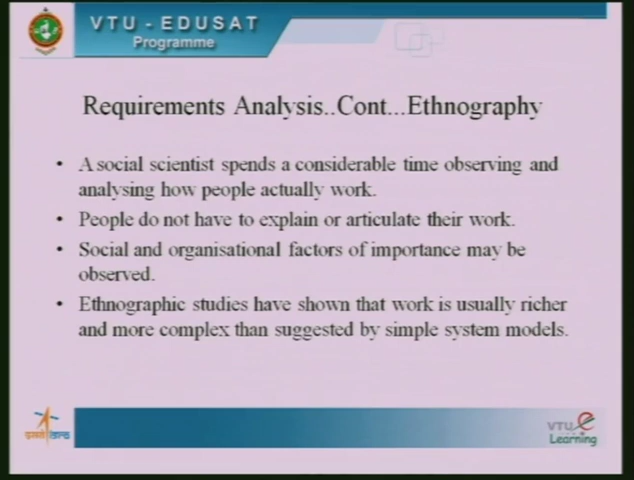 VTU - EDUSAT
Programme
Requirements Analysis..Cont...Ethnography
• A social scientist spends a considerable time observing and
analysing how people actually work.
• People do not have to explain or articulate their work.
• Social and organisational factors of importance may be
observed.
• Ethnographic studies have shown that work is usually richer
and more complex than suggested by simple system models.
इसरो isro
VTU e
Learning